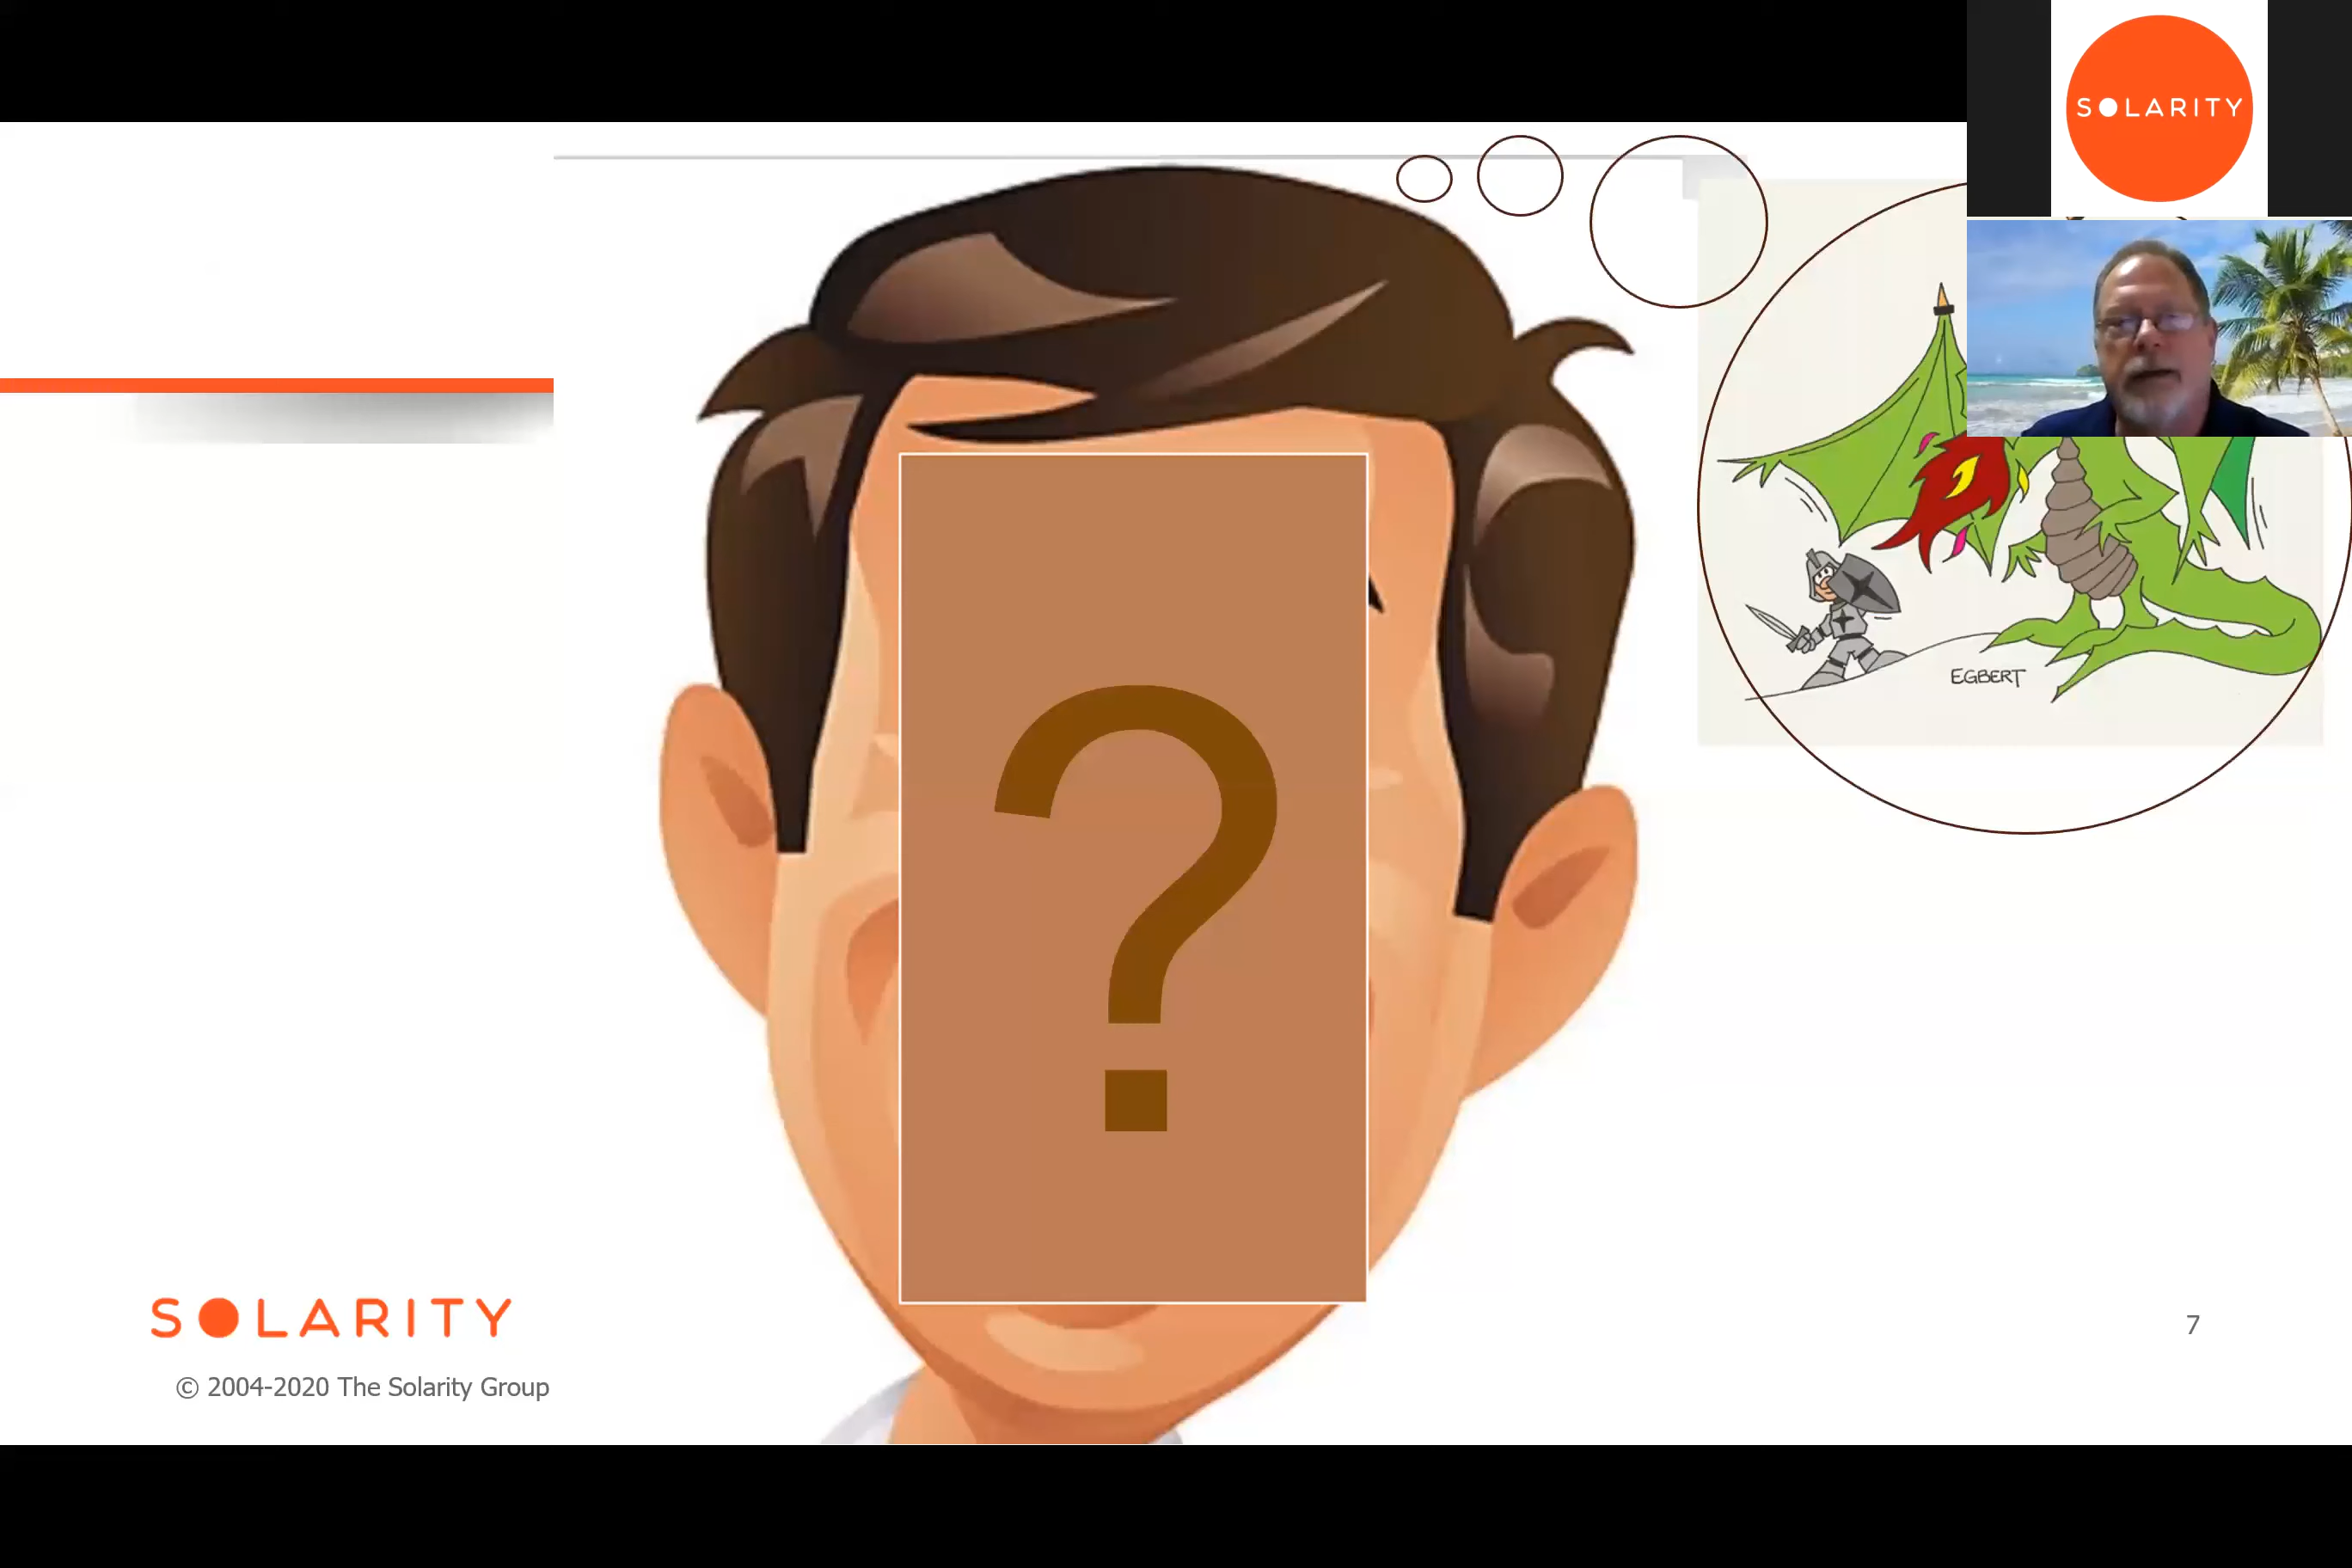 SOLARITY
EGBERT
?
SOLARITY
7
© 2004-2020 The Solarity Group